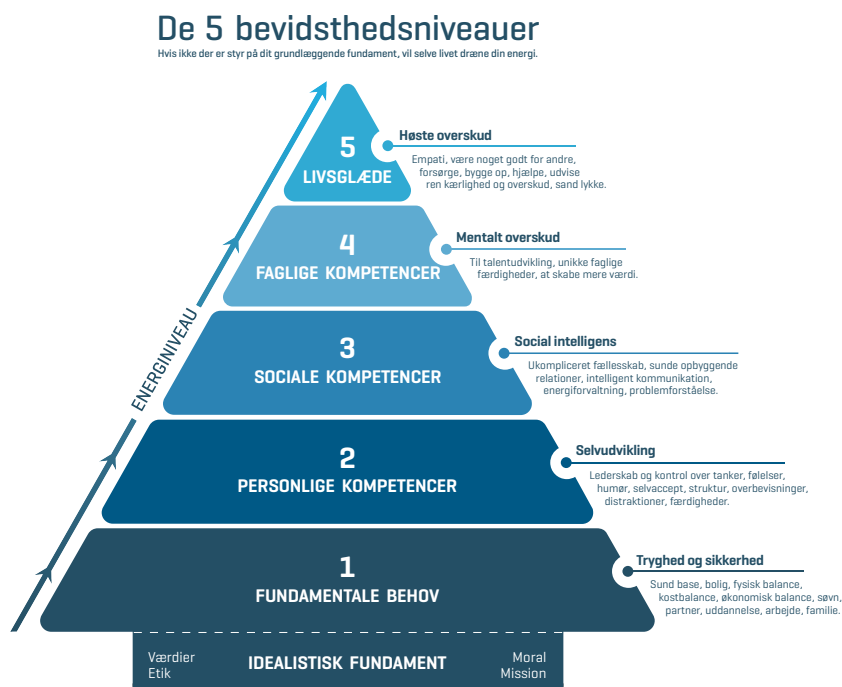 De 5 bevidsthedsniveauer
Hvis ikke der er styr på dit grundlæggende fundament, vil selve livet dræne din energi.
ENERGINIVEAU
5
LIVSGLÆDE
Høste overskud
Empati, være noget godt for andre,
forsørge, bygge op, hjælpe, udvise
ren kærlighed og overskud, sand lykke.
4
FAGLIGE KOMPETENCER
Mentalt overskud
Til talentudvikling, unikke faglige
færdigheder, at skabe mere værdi.
3
SOCIALE KOMPETENCER
Social intelligens
Ukompliceret fællesskab, sunde opbyggende
relationer, intelligent kommunikation,
energiforvaltning, problemforståelse.
2
PERSONLIGE KOMPETENCER
Selvudvikling
Lederskab og kontrol over tanker, følelser,
humør, selvaccept, struktur, overbevisninger,
distraktioner, færdigheder.
1
FUNDAMENTALE BEHOV
Tryghed og sikkerhed
Sund base, bolig, fysisk balance,
kostbalance, økonomisk balance, søvn,
partner, uddannelse, arbejde, familie.
Værdier
Etik
IDEALISTISK FUNDAMENT
Moral
Mission